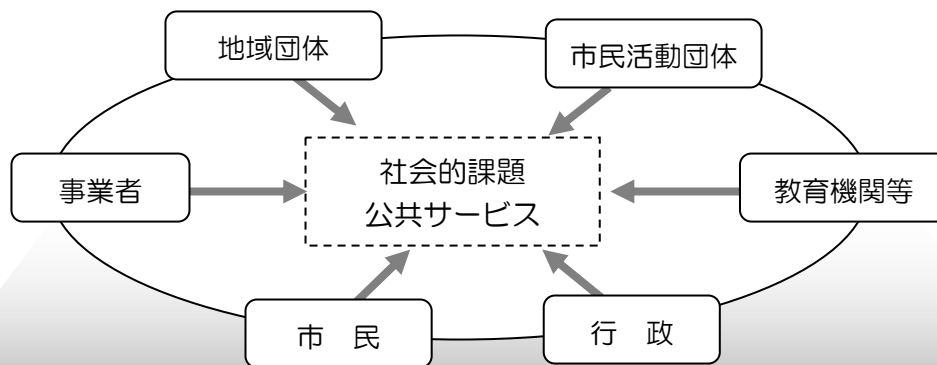 地域団体
市民活動団体
事業者
社会的課題
公共サービス
教育機関等
市　民
行　政